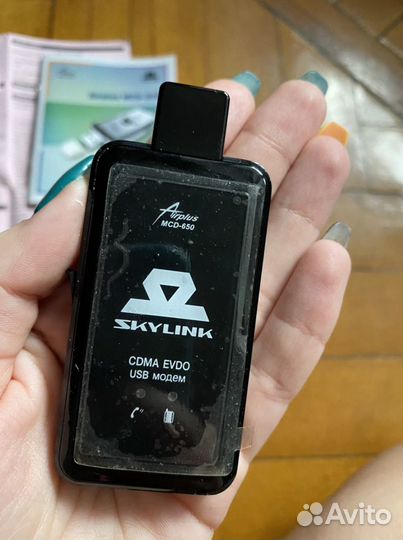 Airplus
MCD-650
SKYLINK
CDMA EVDO
USB модем
Avito